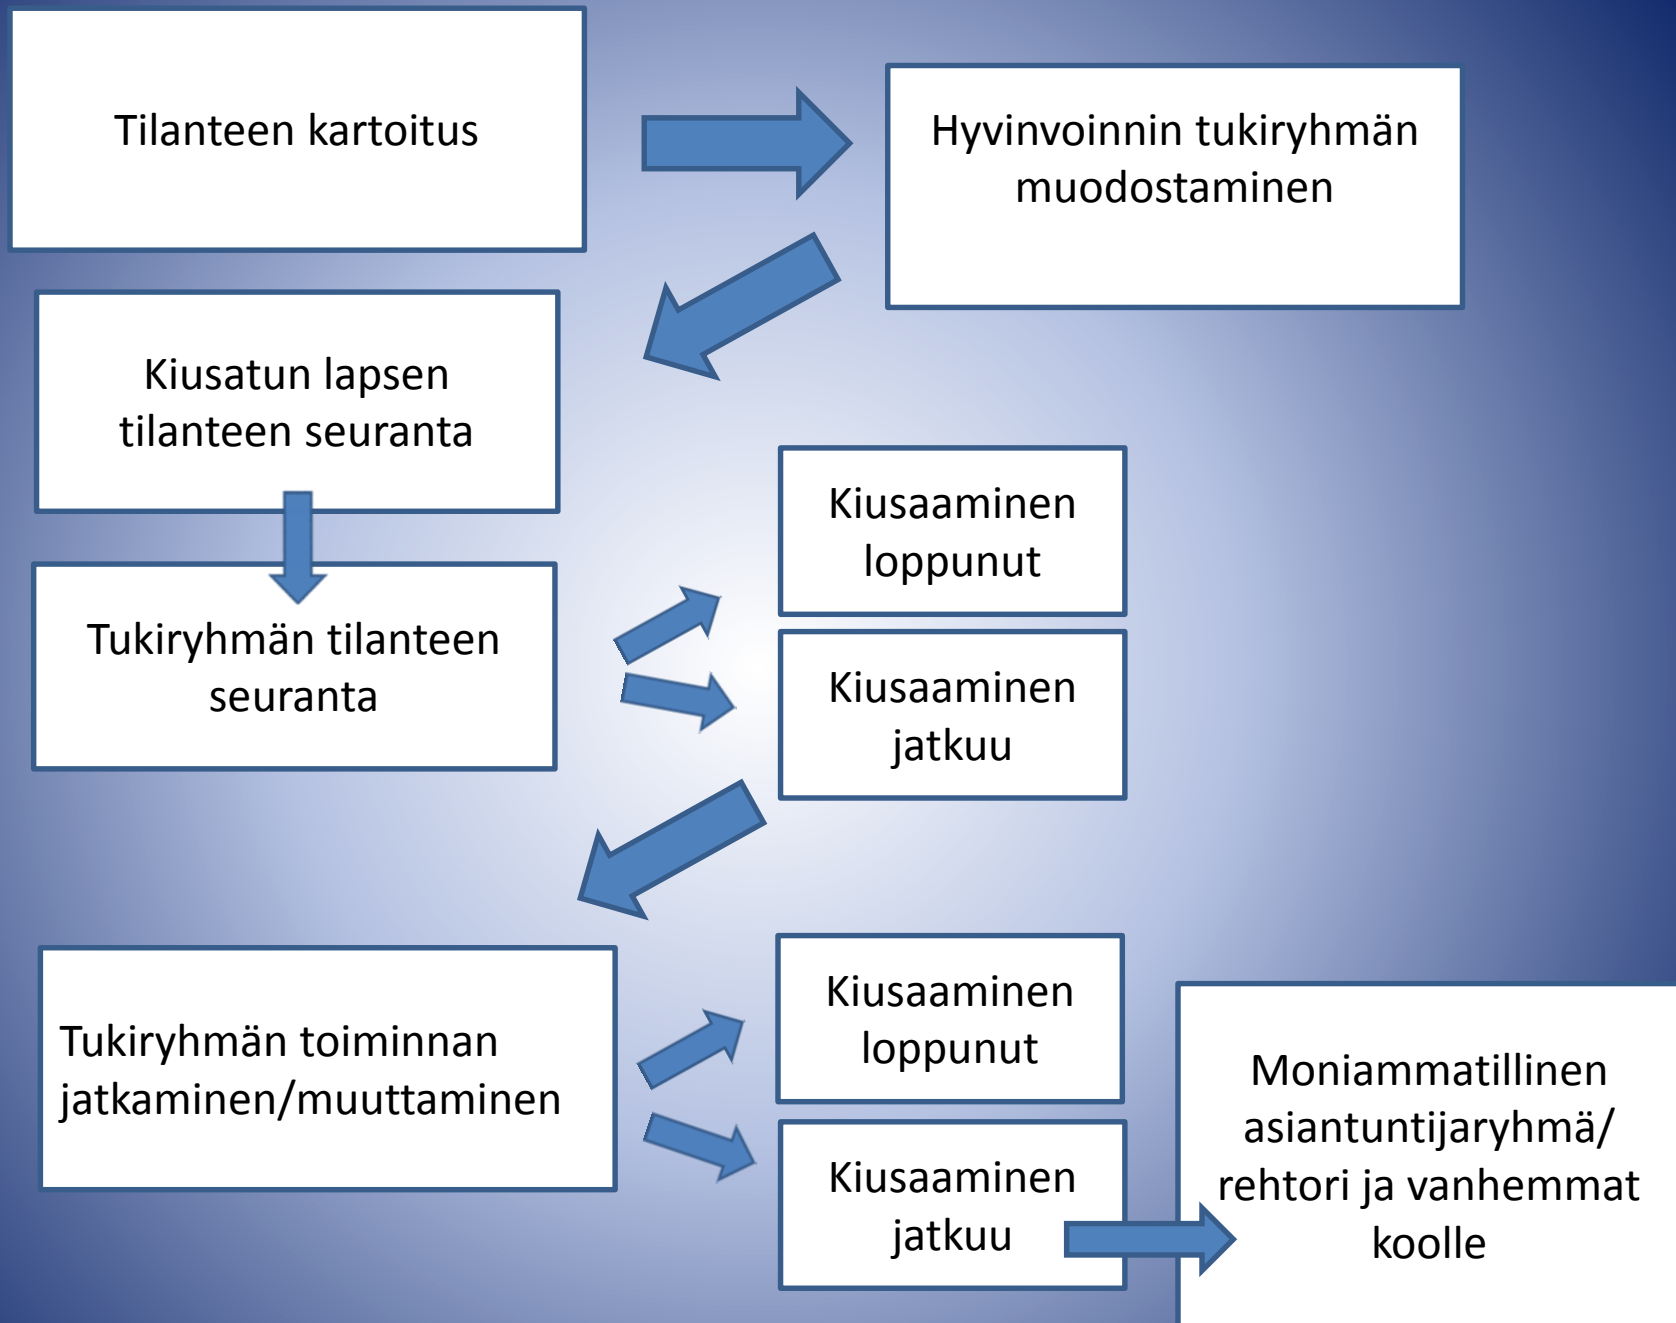 Tilanteen kartoitus
Hyvinvoinnin tukiryhmän
muodostaminen
Kiusatun lapsen
tilanteen seuranta
Tukiryhmän tilanteen
seuranta
Kiusaaminen
loppunut
Kiusaaminen
jatkuu
Tukiryhmän toiminnan
jatkaminen/muuttaminen
Kiusaaminen
loppunut
Kiusaaminen
jatkuu
Moniammatillinen
asiantuntijaryhmä/
rehtori ja vanhemmat
koolle